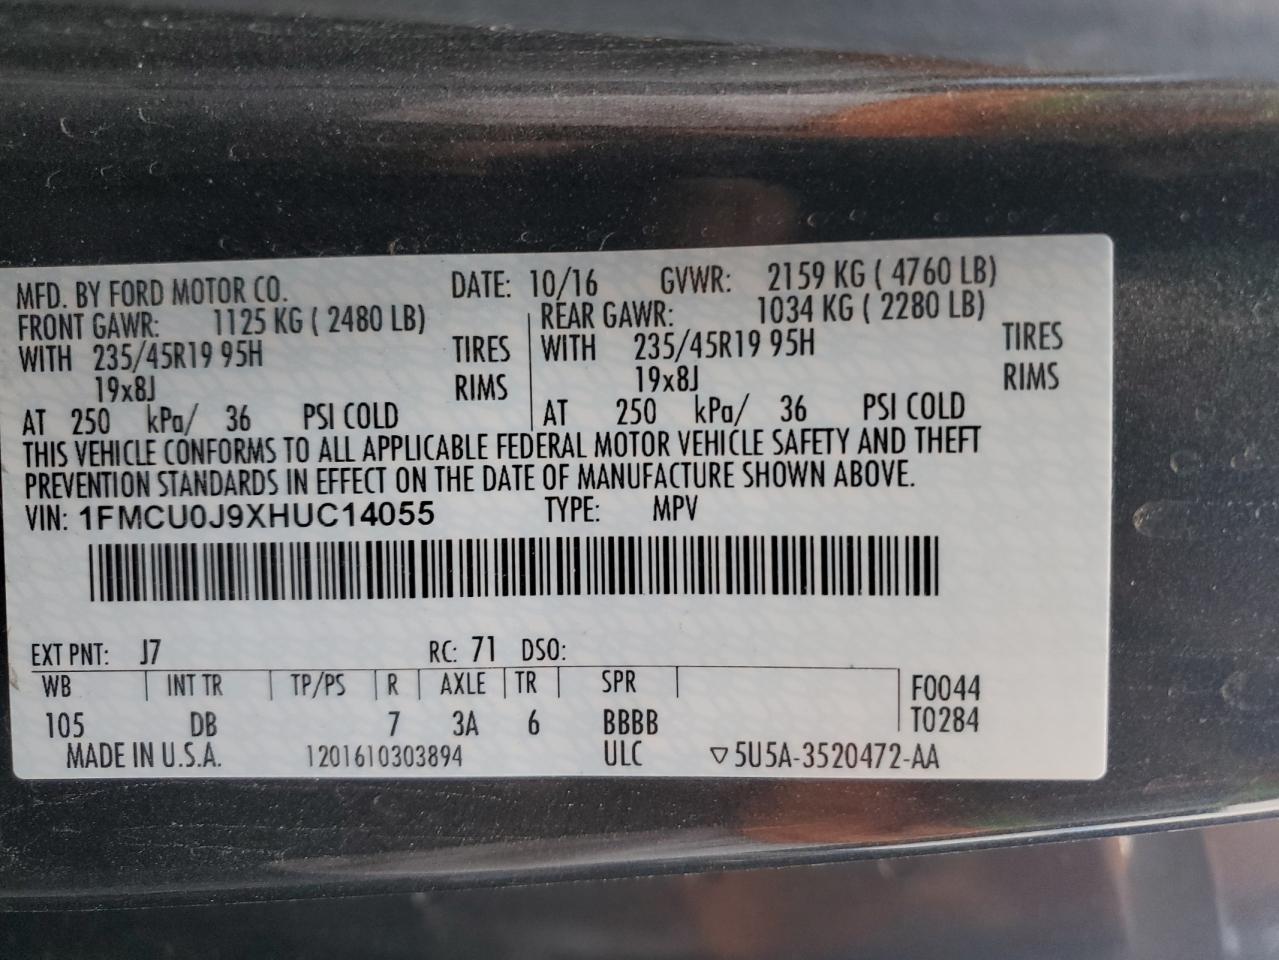 MFD. BY FORD MOTOR CO. DATE: 10/16 GVWR: 2159 KG ( 4760 LB)
FRONT GAWR: 1125 KG ( 2480 LB) REAR GAWR: 1034 KG ( 2280 LB)
WITH 235/45R19 95H TIRES WITH 235/45R19 95H TIRES
19x8J RIMS 19x8J RIMS
AT 250 kPa/ 36 PSI COLD AT 250 kPa/ 36 PSI COLD
THIS VEHICLE CONFORMS TO ALL APPLICABLE FEDERAL MOTOR VEHICLE SAFETY AND THEFT
PREVENTION STANDARDS IN EFFECT ON THE DATE OF MANUFACTURE SHOWN ABOVE.
VIN: 1FMCU0J9XHUC14055 TYPE: MPV
EXT PNT: J7 RC: 71 DSO:
WB INT TR TP/PS R AXLE TR SPR F0044
105 DB 7 3A 6 BBBB T0284
MADE IN U.S.A. 1201610303894 ULC ▽5U5A-3520472-AA